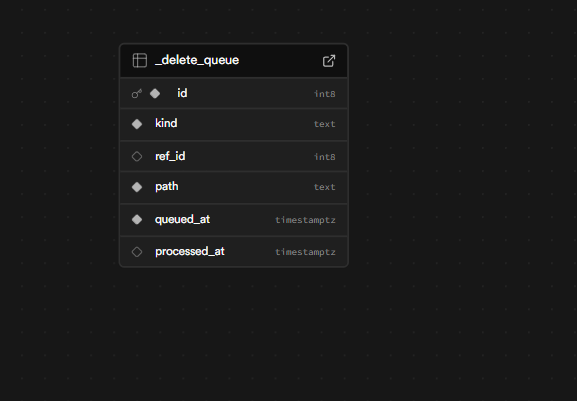 _delete_queue
id int8
kind text
ref_id int8
path text
queued_at timestamptz
processed_at timestamptz